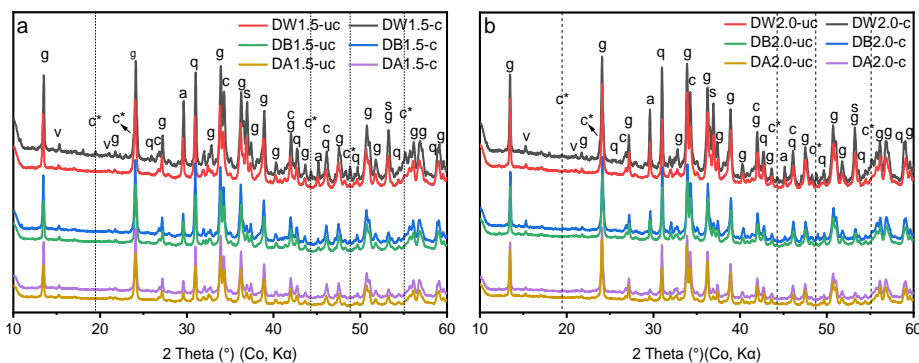 a
DW1.5-uc DW1.5-c
DB1.5-uc DB1.5-c
DA1.5-uc DA1.5-c
g v c* v g c* g q c g a q g g c g s g g g c q g c* a c g c* q g g s c* g g q g
10 20 30 40 50 60
2 Theta (°) (Co, Kα)
b
DW2.0-uc DW2.0-c
DB2.0-uc DB2.0-c
DA2.0-uc DA2.0-c
g v c* v g c* g q c g a q g g c g s g g g c g q c* a c g c* q g g s g c* g g q g
10 20 30 40 50 60
2 Theta (°)(Co, Kα)